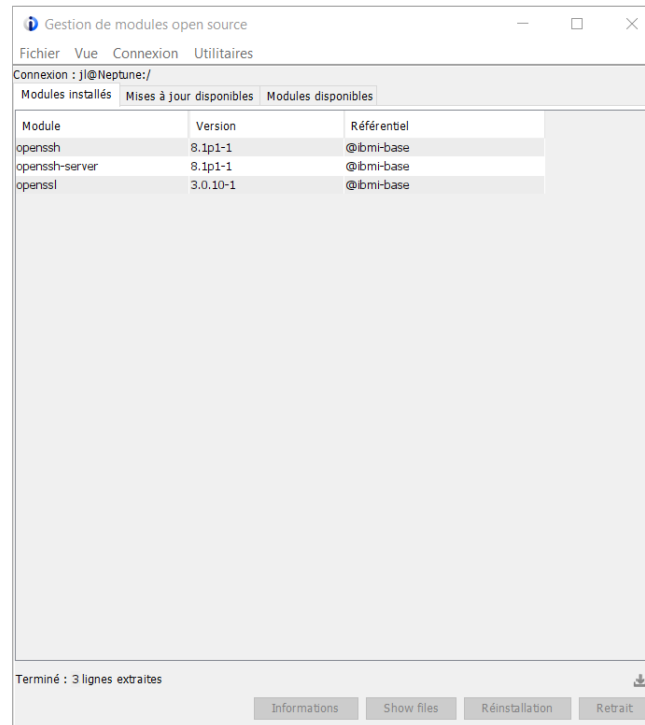 Gestion de modules open source
Fichier Vue Connexion Utilitaires
Connexion : jl@Neptune:/
Modules installés Mises à jour disponibles Modules disponibles
Module Version Référentiel
openssh 8.1p1-1 @ibmi-base
openssh-server 8.1p1-1 @ibmi-base
openssl 3.0.10-1 @ibmi-base
Terminé : 3 lignes extraites
Informations Show files Réinstallation Retrait